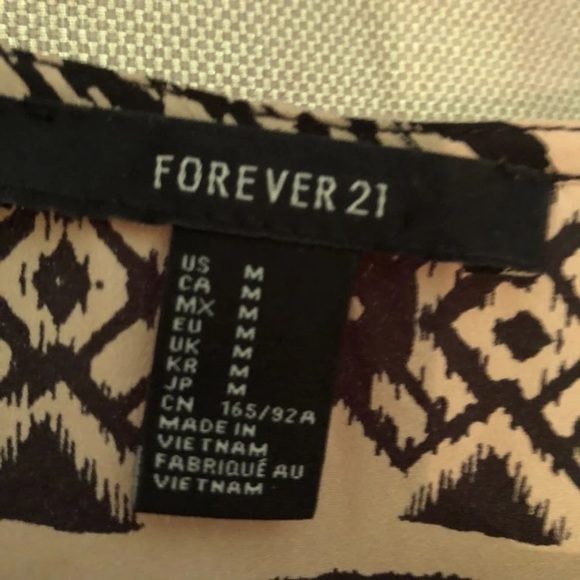 FOREVER 21
US M
CA M
MX M
EU M
UK M
KR M
JP M
CN 165/92A
MADE IN
VIETNAM
FABRIQUÉ AU
VIETNAM